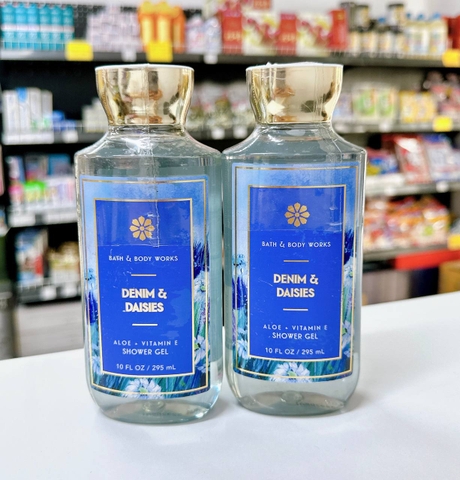 BATH & BODY WORKS
DENIM &
DAISIES
ALOE + VITAMIN E
SHOWER GEL
10 FL OZ / 295 mL
BATH & BODY WORKS
DENIM &
DAISIES
ALOE + VITAMIN E
SHOWER GEL
10 FL OZ / 295 mL